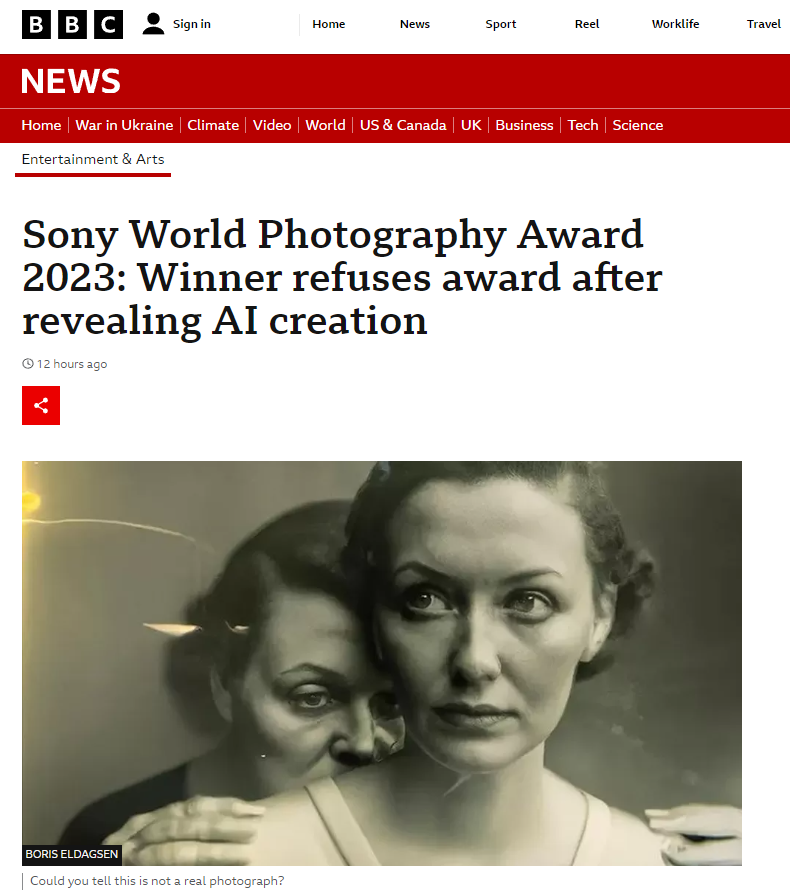 BBC Sign in Home News Sport Reel Worklife Travel
NEWS
Home War in Ukraine Climate Video World US & Canada UK Business Tech Science
Entertainment & Arts
Sony World Photography Award
2023: Winner refuses award after
revealing AI creation
12 hours ago
BORIS ELDAGSEN
Could you tell this is not a real photograph?